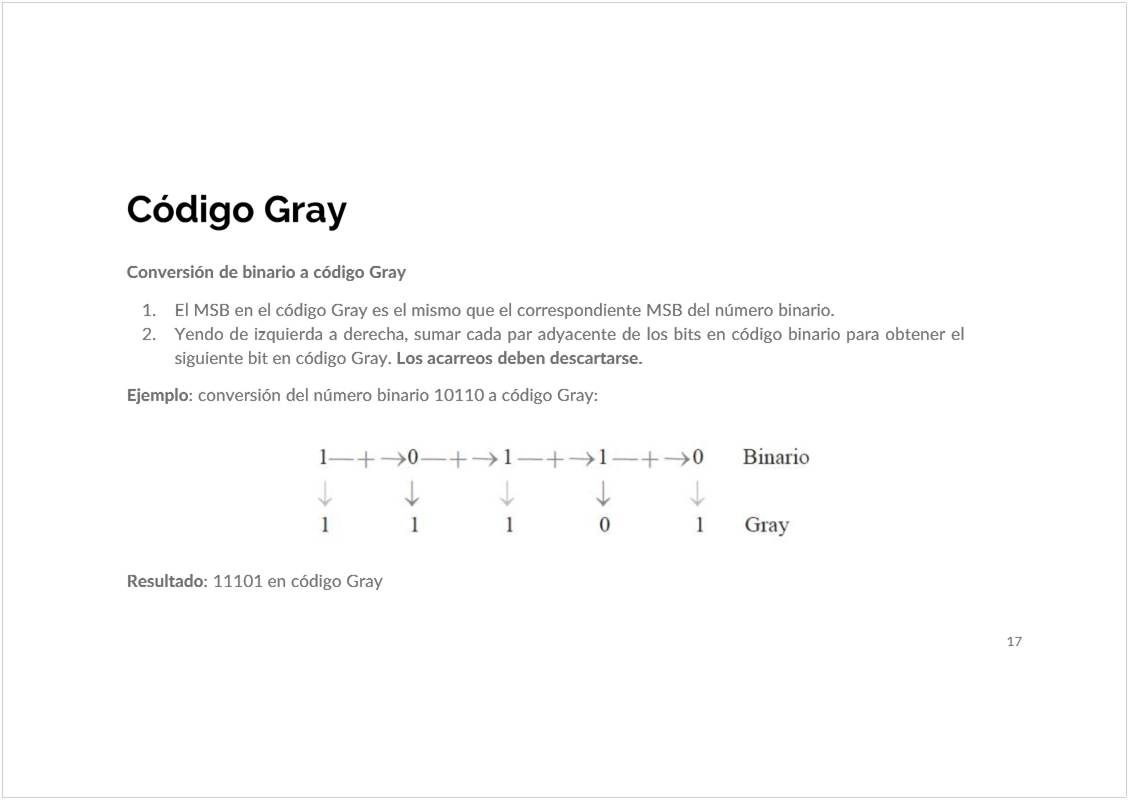 Código Gray
Conversión de binario a código Gray
1. El MSB en el código Gray es el mismo que el correspondiente MSB del número binario.
2. Yendo de izquierda a derecha, sumar cada par adyacente de los bits en código binario para obtener el
siguiente bit en código Gray. Los acarreos deben descartarse.
Ejemplo: conversión del número binario 10110 a código Gray:
1—+→0—+→1—+→1—+→0 Binario
↓ ↓ ↓ ↓ ↓
1 1 1 0 1 Gray
Resultado: 11101 en código Gray
17